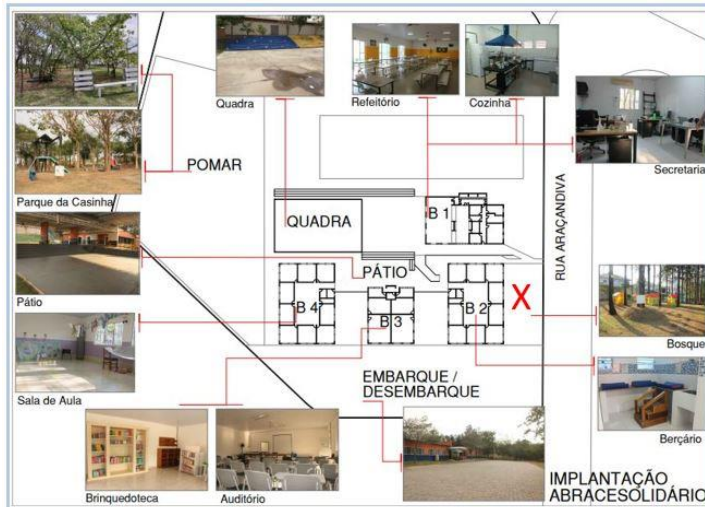 Quadra
Refeitório
Cozinha
Secretaria
POMAR
Parque da Casinha
QUADRA
B 1
RUA ARAÇANDIVA
PÁTIO
Pátio
B 4
B 3
B 2
X
Bosque
Sala de Aula
EMBARQUE /
DESEMBARQUE
Berçário
Brinquedoteca
Auditório
IMPLANTAÇÃO
ABRACESOLIDÁRIO